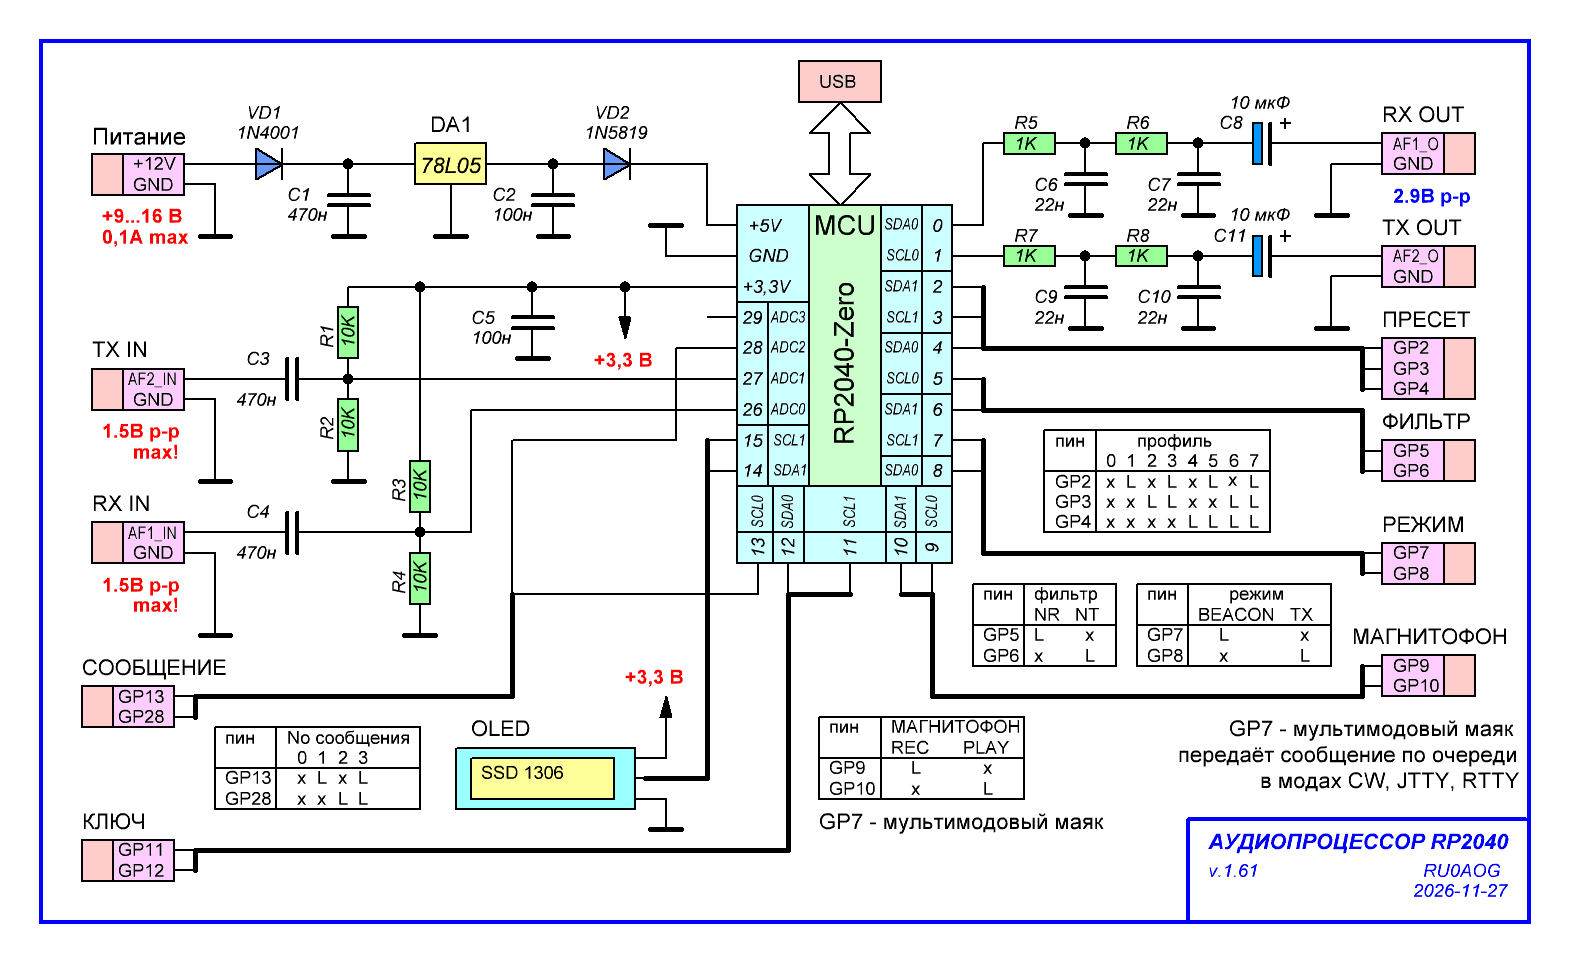 USB
Питание
+12V
GND
+9...16 В
0,1А max
VD1
1N4001
C1
470н
DA1
78L05
C2
100н
VD2
1N5819
MCU
RP2040-Zero
+5V
GND
+3,3V
29 ADC3
28 ADC2
27 ADC1
26 ADC0
15 SCL1
14 SDA1
13 SCL0
12 SDA0
11 SCL1
10 SDA1
9 SCL0
SDA0 0
SCL0 1
SDA1 2
SCL1 3
SDA0 4
SCL0 5
SDA1 6
SCL1 7
SDA0 8
R5
1K
R6
1K
10 мкФ
C8 +
C6
22н
C7
22н
RX OUT
AF1_O
GND
2.9В p-p
R7
1K
R8
1K
10 мкФ
C11 +
C9
22н
C10
22н
TX OUT
AF2_O
GND
TX IN
AF2_IN
GND
1.5В p-p
max!
C3
470н
R1
10K
R2
10K
C5
100н
+3,3 В
RX IN
AF1_IN
GND
1.5В p-p
max!
C4
470н
R3
10K
R4
10K
ПРЕСЕТ
GP2
GP3
GP4
ФИЛЬТР
GP5
GP6
РЕЖИМ
GP7
GP8
МАГНИТОФОН
GP9
GP10
пин профиль
0 1 2 3 4 5 6 7
GP2 x L x L x L x L
GP3 x x L L x x L L
GP4 x x x x L L L L
пин фильтр
NR NT
GP5 L x
GP6 x L
пин режим
BEACON TX
GP7 L x
GP8 x L
СООБЩЕНИЕ
GP13
GP28
пин No сообщения
0 1 2 3
GP13 x L x L
GP28 x x L L
КЛЮЧ
GP11
GP12
OLED
SSD 1306
+3,3 В
пин МАГНИТОФОН
REC PLAY
GP9 L x
GP10 x L
GP7 - мультимодовый маяк
GP7 - мультимодовый маяк
передаёт сообщение по очереди
в модах CW, JTTY, RTTY
АУДИОПРОЦЕССОР RP2040
v.1.61
RU0AOG
2026-11-27